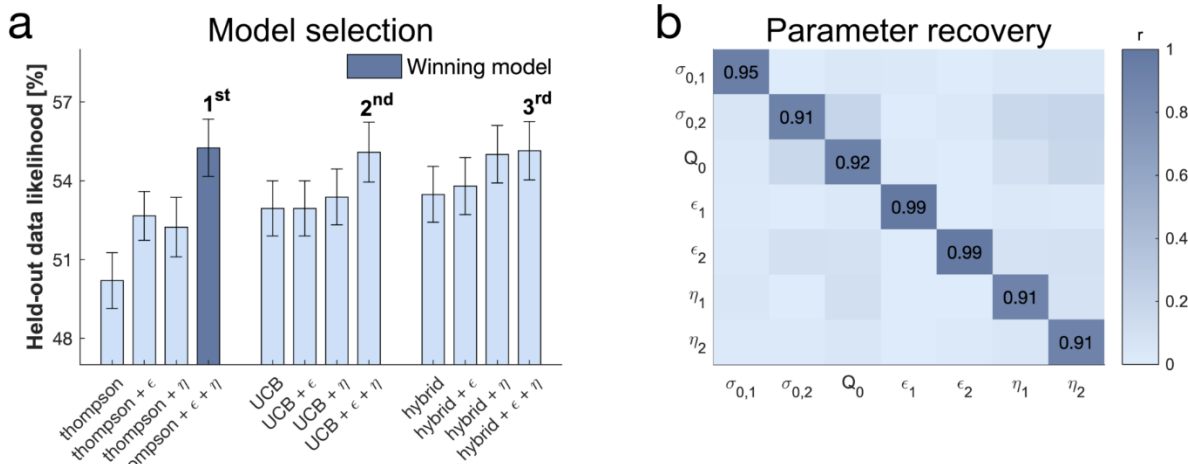 a
Model selection
Held-out data likelihood [%]
Winning model
57
54
51
48
1st
2nd
3rd
thompson
thompson + ϵ
thompson + η
ompson + ϵ + η
UCB
UCB + ϵ
UCB + η
UCB + ϵ + η
hybrid
hybrid + ϵ
hybrid + η
hybrid + ϵ + η
b
Parameter recovery
r
σ0,1
σ0,2
Q0
ϵ1
ϵ2
η1
η2
0.95
0.91
0.92
0.99
0.99
0.91
0.91
σ0,1 σ0,2 Q0 ϵ1 ϵ2 η1 η2
1
0.8
0.6
0.4
0.2
0